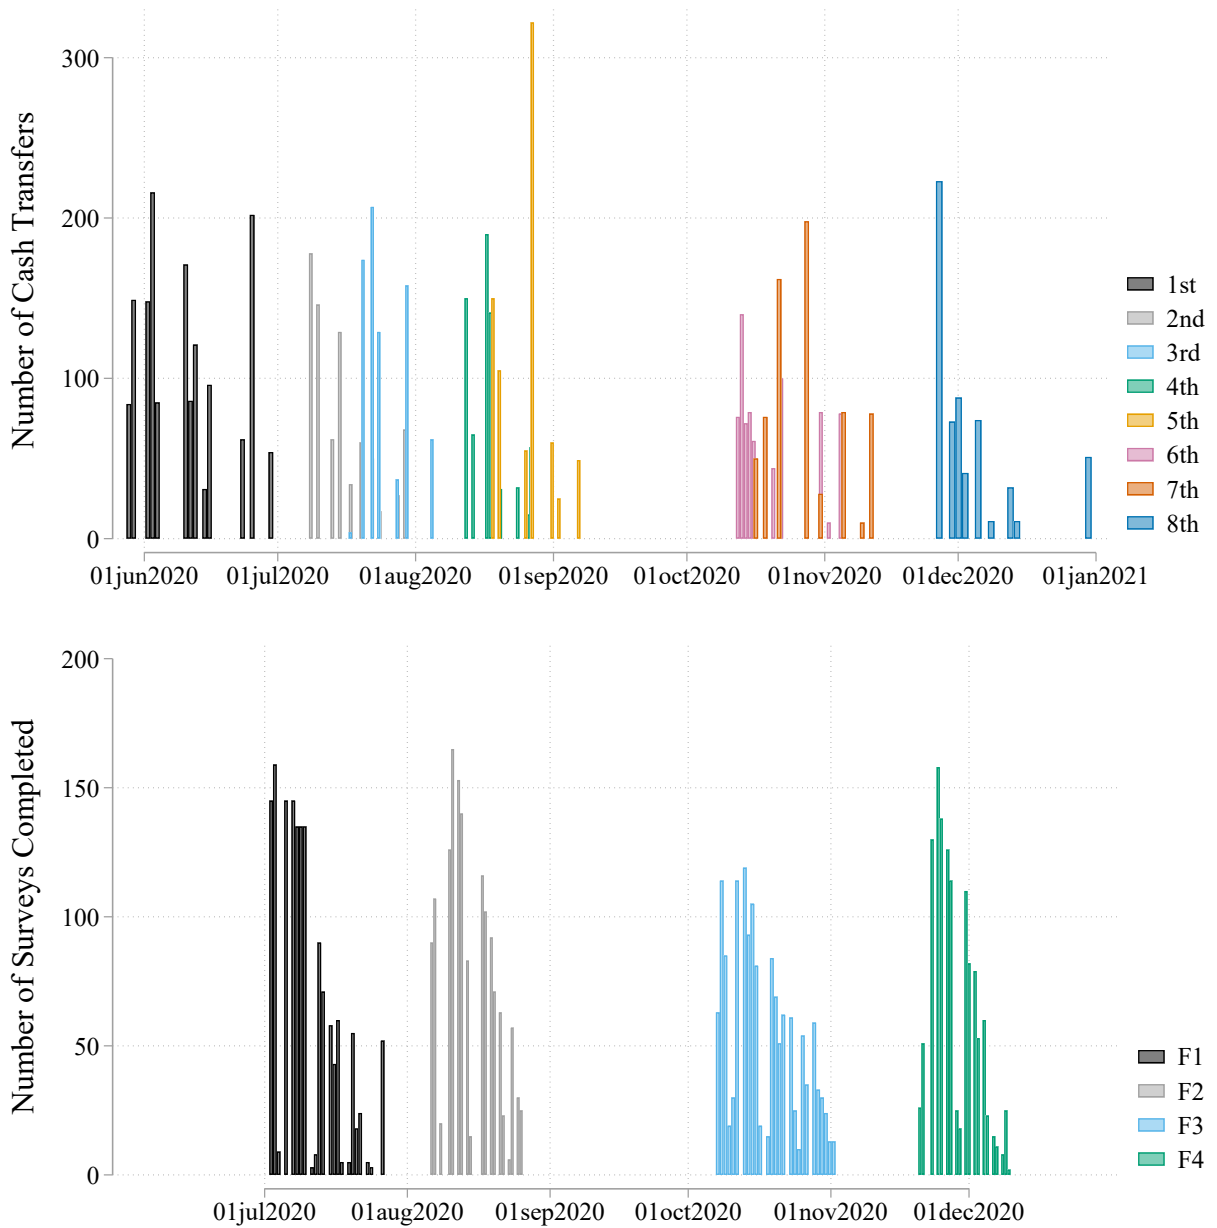 Number of Cash Transfers
300
200
100
0
01jun2020 01jul2020 01aug2020 01sep2020 01oct2020 01nov2020 01dec2020 01jan2021
1st
2nd
3rd
4th
5th
6th
7th
8th
Number of Surveys Completed
200
150
100
50
0
01jul2020 01aug2020 01sep2020 01oct2020 01nov2020 01dec2020
F1
F2
F3
F4